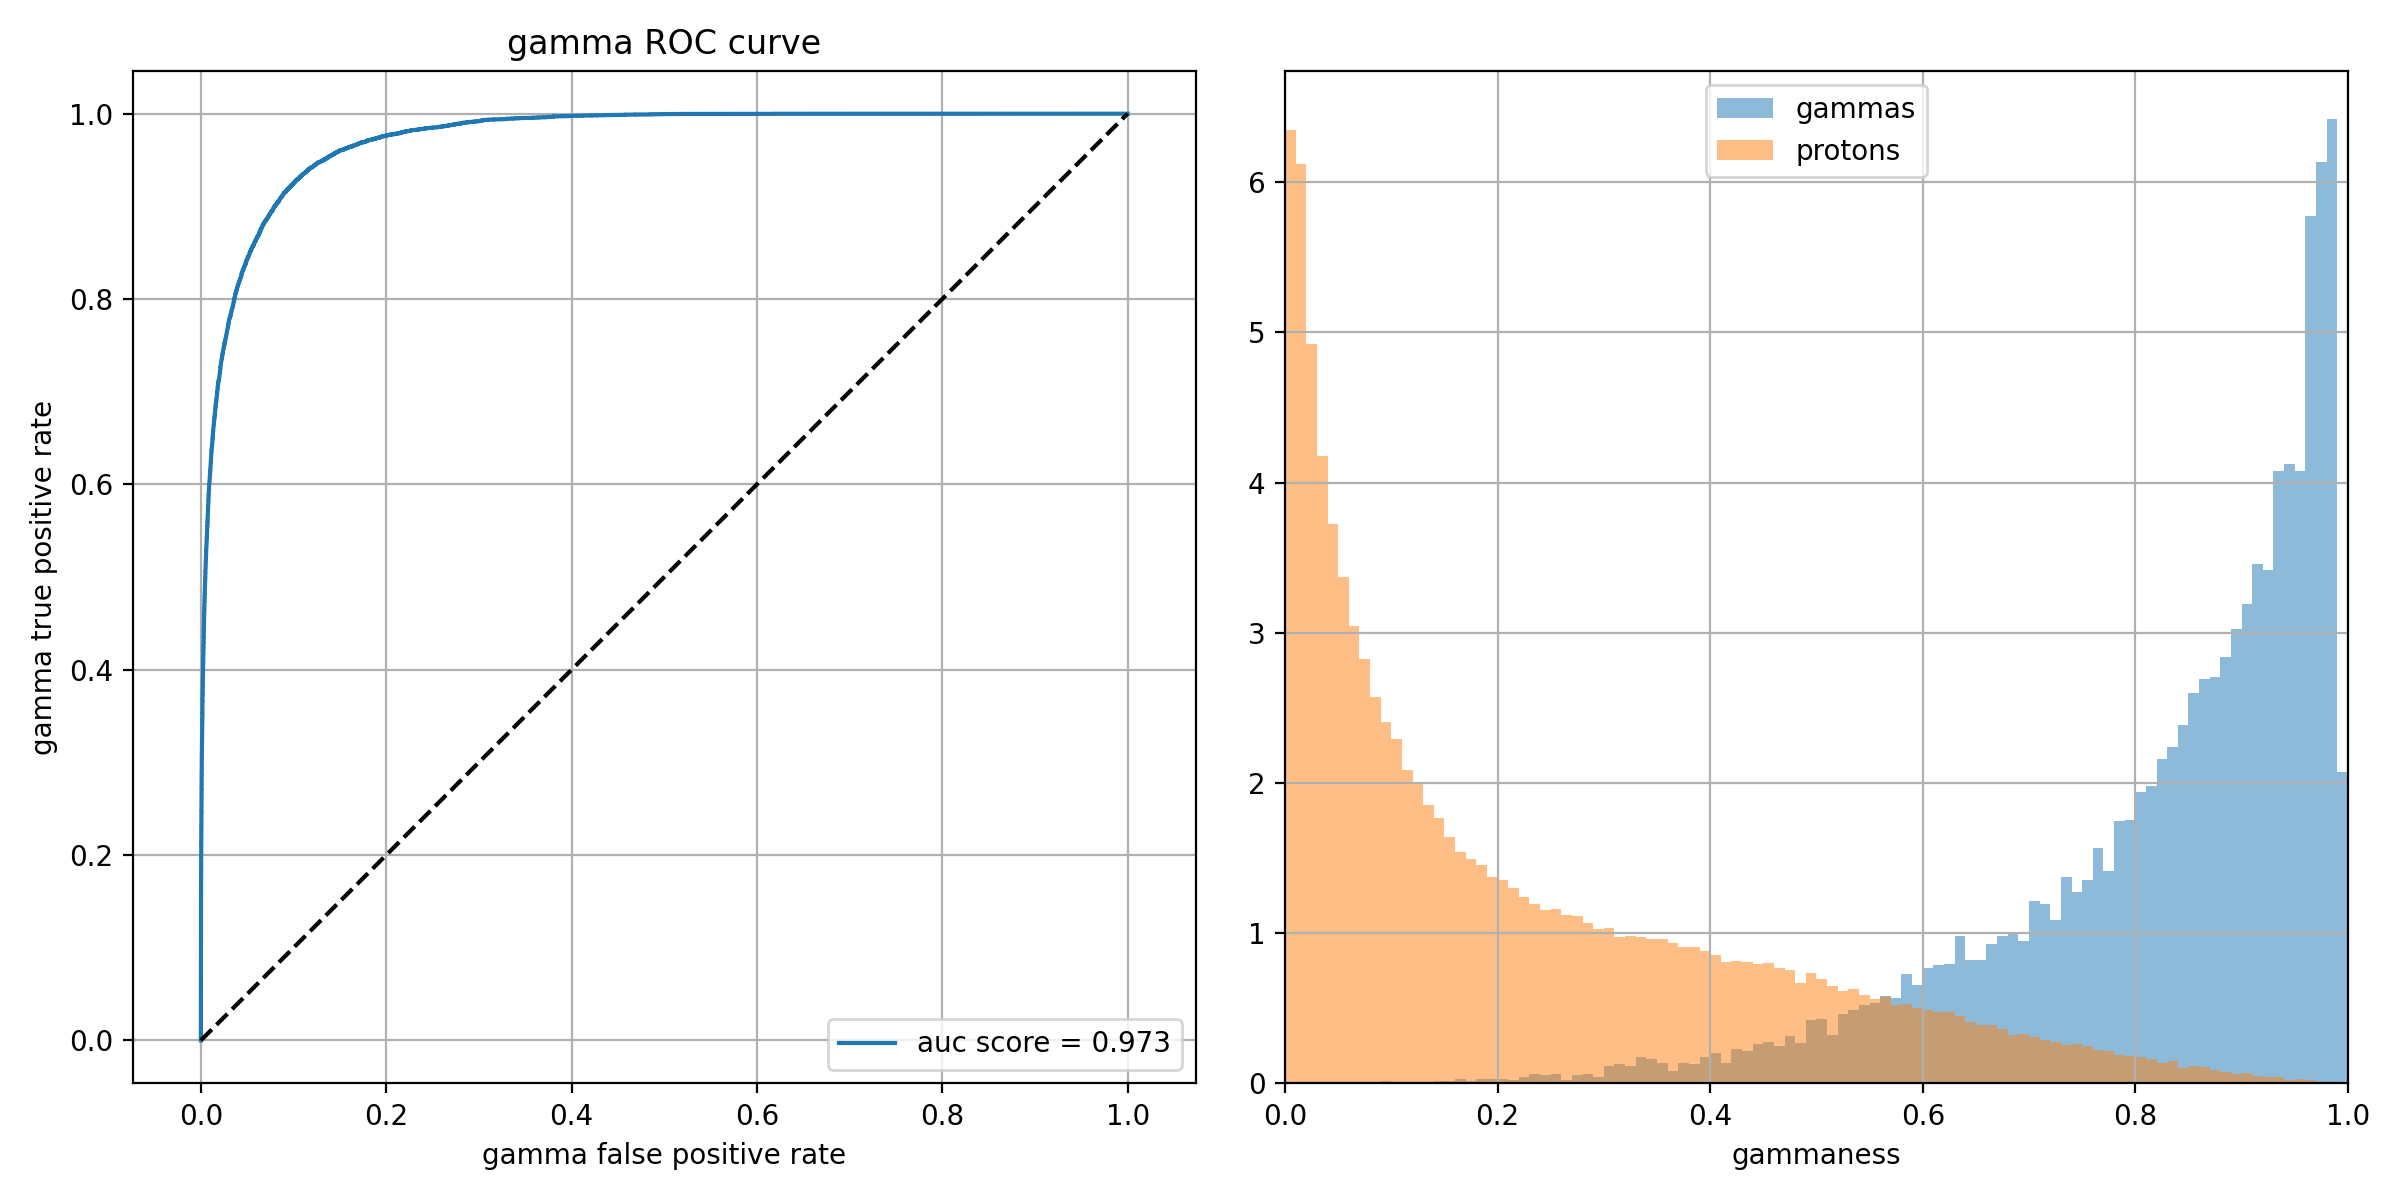 gamma ROC curve
1.0
0.8
0.6
0.4
0.2
0.0
gamma true positive rate
auc score = 0.973
0.0 0.2 0.4 0.6 0.8 1.0
gamma false positive rate
gammas
protons
6
5
4
3
2
1
0
0.0 0.2 0.4 0.6 0.8 1.0
gammaness